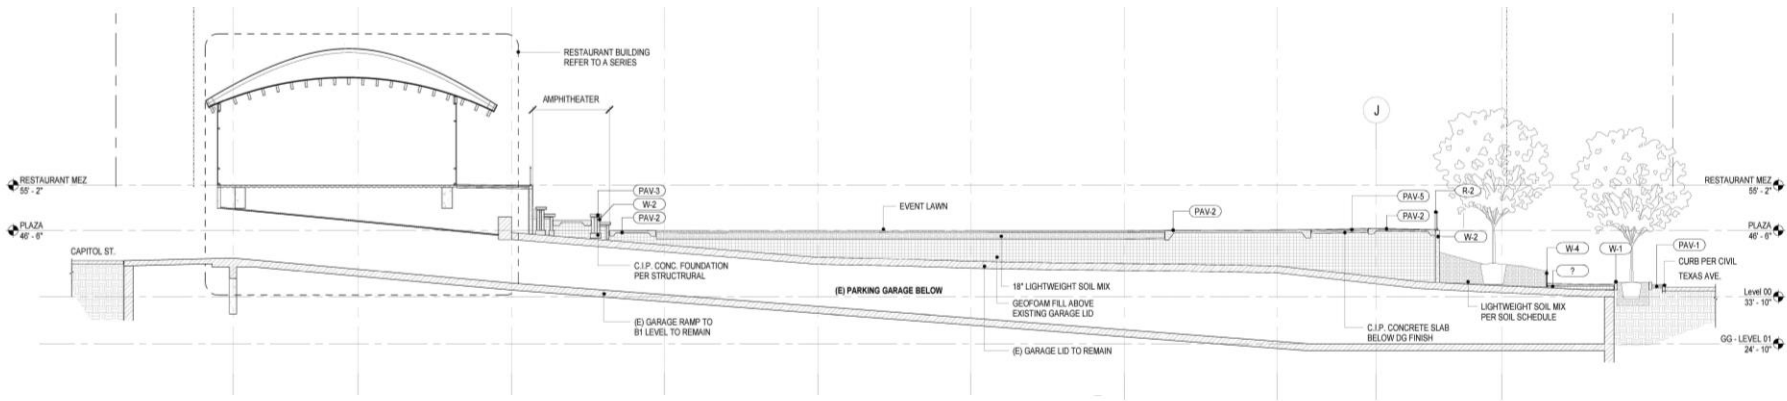 RESTAURANT BUILDING
REFER TO A SERIES
AMPHITHEATER
J
RESTAURANT MEZ
55' - 2"
RESTAURANT MEZ
55' - 2"
PAV-3
W-2
PAV-2
EVENT LAWN
PAV-2
PAV-5
R-2
PAV-2
W-2
PLAZA
46' - 6"
PLAZA
46' - 6"
CAPITOL ST.
W-4
W-1
PAV-1
?
CURB PER CIVIL
TEXAS AVE.
C.I.P. CONC. FOUNDATION
PER STRUCTRURAL
(E) PARKING GARAGE BELOW
18" LIGHTWEIGHT SOIL MIX
GEOFOAM FILL ABOVE
EXISTING GARAGE LID
Level 00
33' - 10"
LIGHTWEIGHT SOIL MIX
PER SOIL SCHEDULE
(E) GARAGE RAMP TO
B1 LEVEL TO REMAIN
C.I.P. CONCRETE SLAB
BELOW DG FINISH
(E) GARAGE LID TO REMAIN
GG - LEVEL 01
24' - 10"